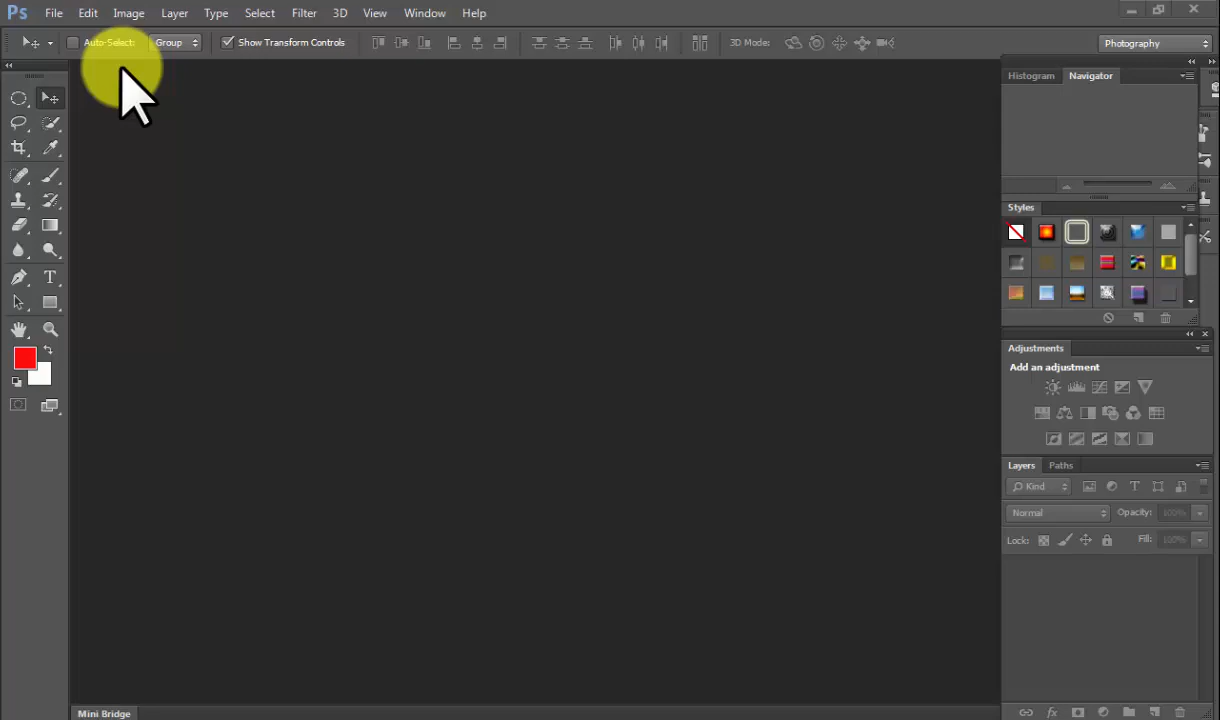 Ps File Edit Image Layer Type Select Filter 3D View Window Help
Auto-Select: Group Show Transform Controls 3D Mode: Photography
Histogram Navigator
Styles
Adjustments
Add an adjustment
Layers Paths
Kind
Normal Opacity: 100%
Lock: Fill: 100%
Mini Bridge